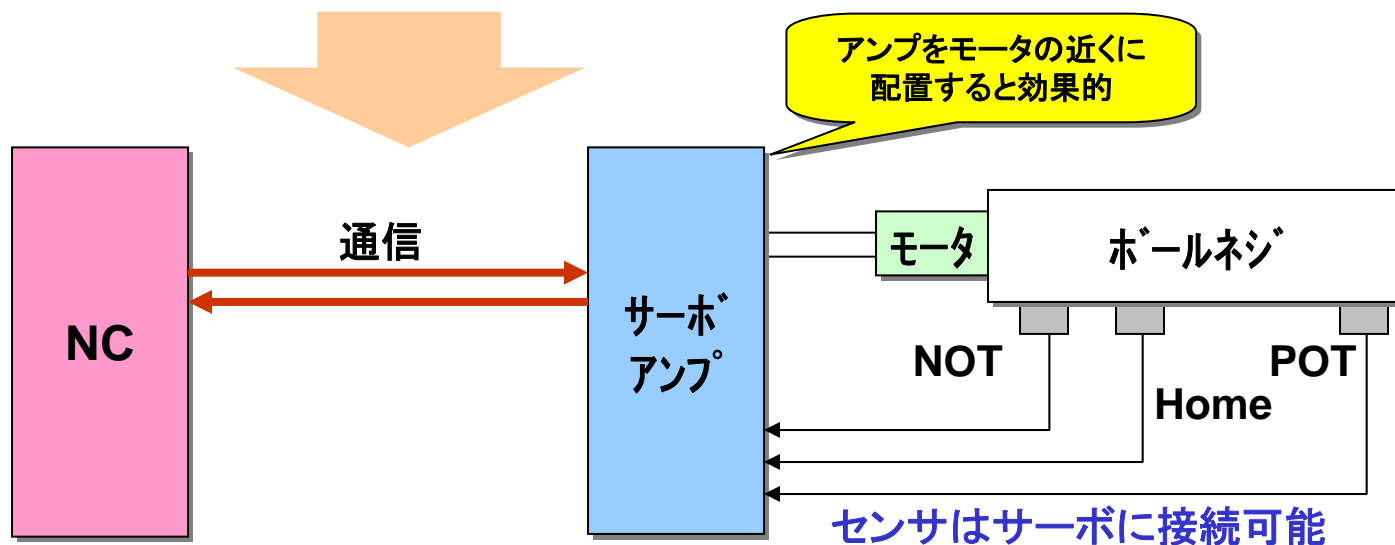 アンプをモータの近くに
配置すると効果的
通信
NC
サーボ
アンプ
モータ
ボールネジ
NOT
Home
POT
センサはサーボに接続可能